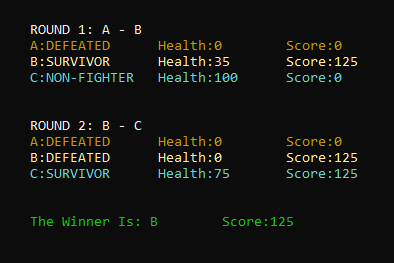 ROUND 1: A - B
A:DEFEATED Health:0 Score:0
B:SURVIVOR Health:35 Score:125
C:NON-FIGHTER Health:100 Score:0
ROUND 2: B - C
A:DEFEATED Health:0 Score:0
B:DEFEATED Health:0 Score:125
C:SURVIVOR Health:75 Score:125
The Winner Is: B Score:125